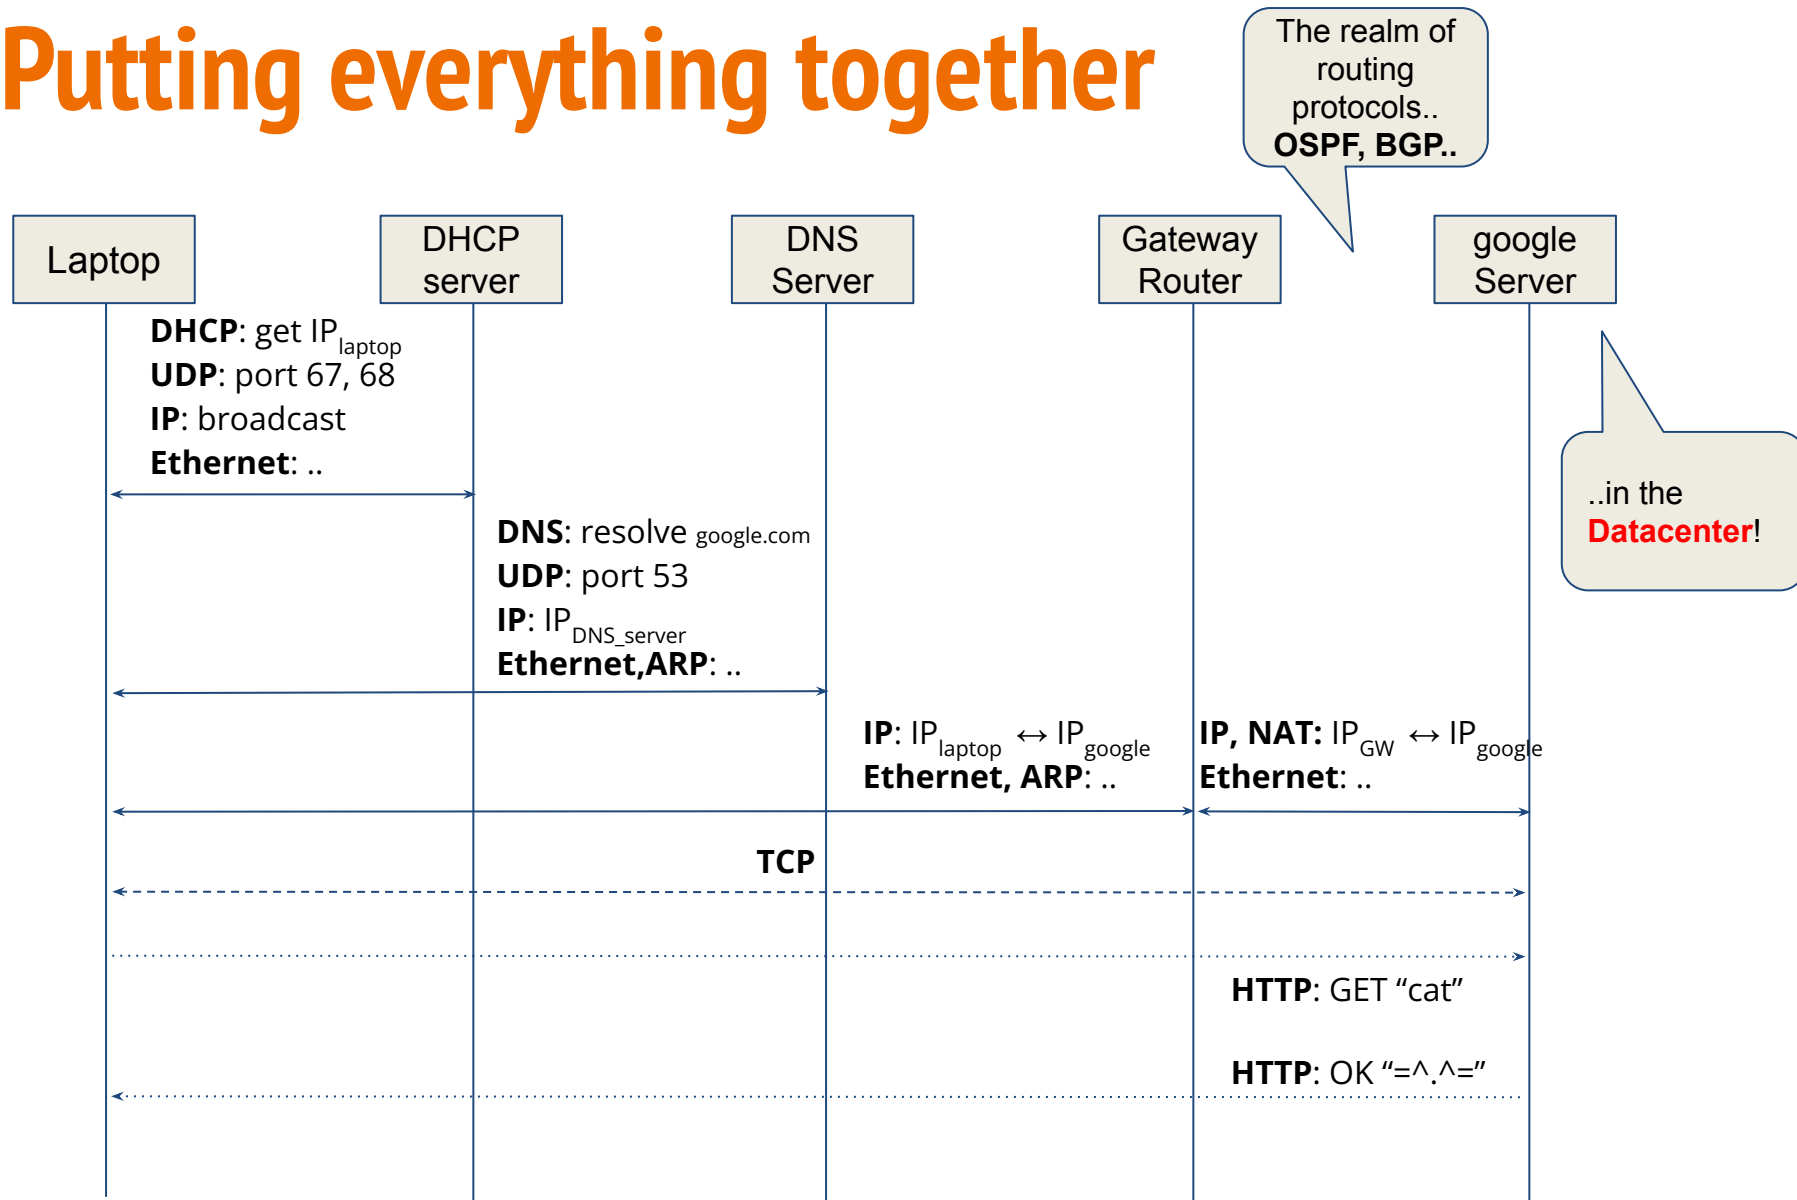 Putting everything together
The realm of
routing
protocols..
OSPF, BGP..
Laptop
DHCP
server
DNS
Server
Gateway
Router
google
Server
DHCP: get IPlaptop
UDP: port 67, 68
IP: broadcast
Ethernet: ..
..in the
Datacenter!
DNS: resolve google.com
UDP: port 53
IP: IPDNS_server
Ethernet,ARP: ..
IP: IPlaptop ↔ IPgoogle
Ethernet, ARP: ..
IP, NAT: IPGW ↔ IPgoogle
Ethernet: ..
TCP
HTTP: GET “cat”
HTTP: OK “=^.^=”